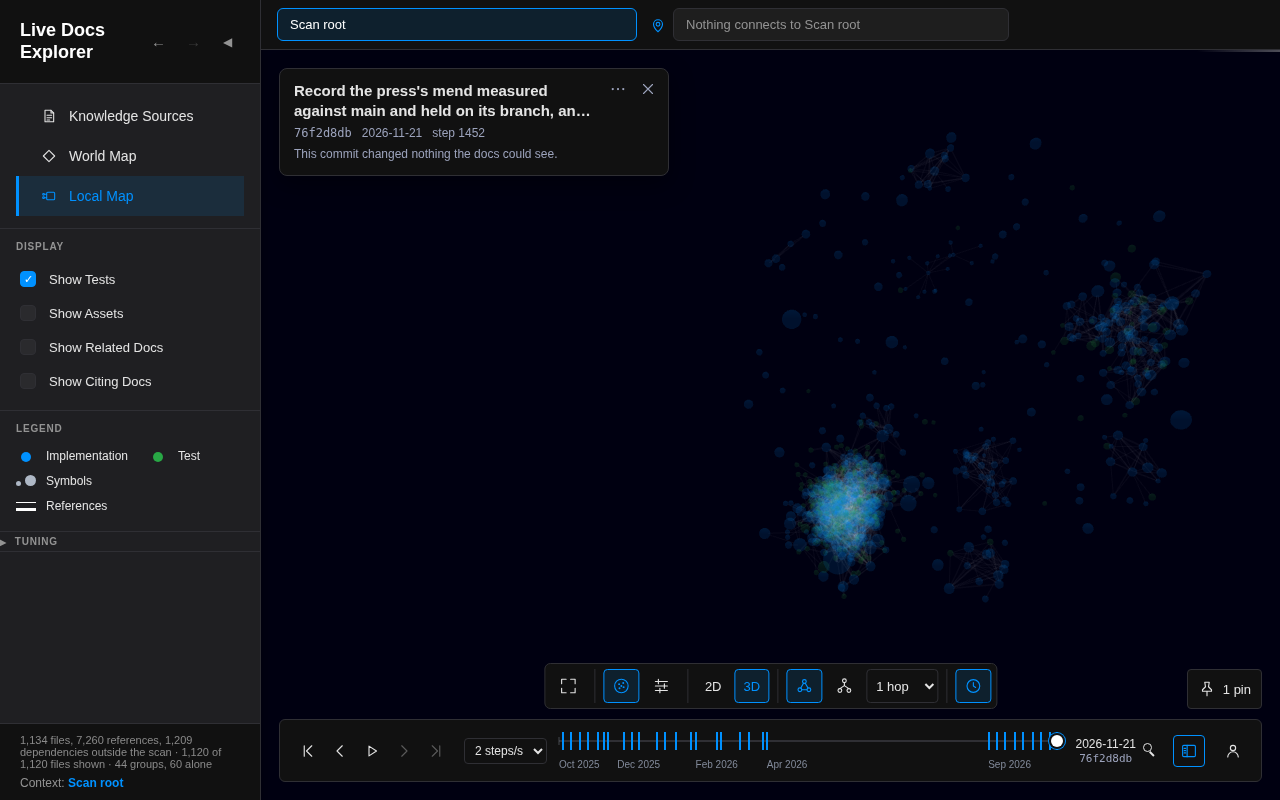 Live Docs
Explorer
← → ◀
Knowledge Sources
World Map
Local Map
DISPLAY
✓ Show Tests
Show Assets
Show Related Docs
Show Citing Docs
LEGEND
Implementation Test
Symbols
References
▶ TUNING
1,134 files, 7,260 references, 1,209
dependencies outside the scan · 1,120 of
1,120 files shown · 44 groups, 60 alone
Context: Scan root
Scan root
Nothing connects to Scan root
Record the press's mend measured
against main and held on its branch, an…
76f2d8db 2026-11-21 step 1452
This commit changed nothing the docs could see.
2D 3D 1 hop
1 pin
2 steps/s
Oct 2025 Dec 2025 Feb 2026 Apr 2026 Sep 2026
2026-11-21
76f2d8db